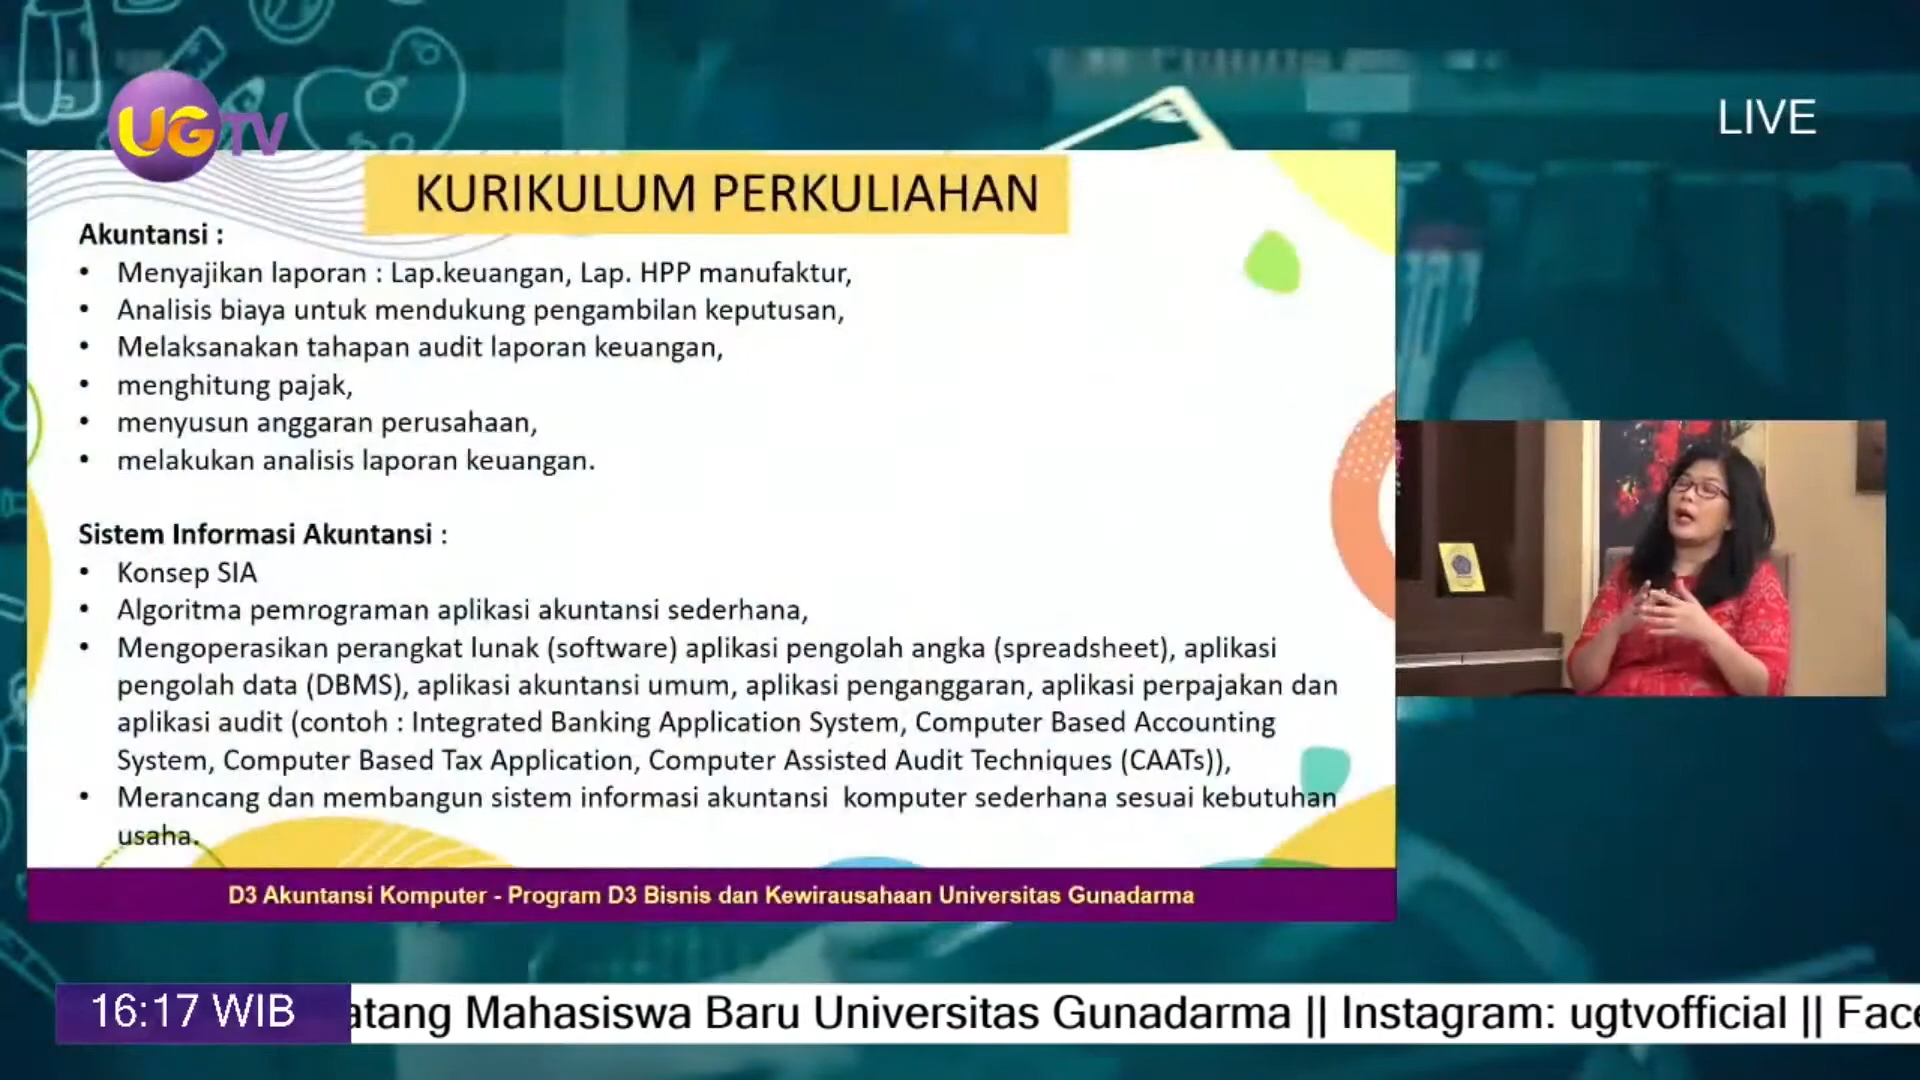 UGTV
LIVE
KURIKULUM PERKULIAHAN
Akuntansi :
• Menyajikan laporan : Lap.keuangan, Lap. HPP manufaktur,
• Analisis biaya untuk mendukung pengambilan keputusan,
• Melaksanakan tahapan audit laporan keuangan,
• menghitung pajak,
• menyusun anggaran perusahaan,
• melakukan analisis laporan keuangan.
Sistem Informasi Akuntansi :
• Konsep SIA
• Algoritma pemrograman aplikasi akuntansi sederhana,
• Mengoperasikan perangkat lunak (software) aplikasi pengolah angka (spreadsheet), aplikasi
pengolah data (DBMS), aplikasi akuntansi umum, aplikasi penganggaran, aplikasi perpajakan dan
aplikasi audit (contoh : Integrated Banking Application System, Computer Based Accounting
System, Computer Based Tax Application, Computer Assisted Audit Techniques (CAATs)),
• Merancang dan membangun sistem informasi akuntansi komputer sederhana sesuai kebutuhan
usaha.
D3 Akuntansi Komputer - Program D3 Bisnis dan Kewirausahaan Universitas Gunadarma
16:17 WIB atang Mahasiswa Baru Universitas Gunadarma || Instagram: ugtvofficial || Face